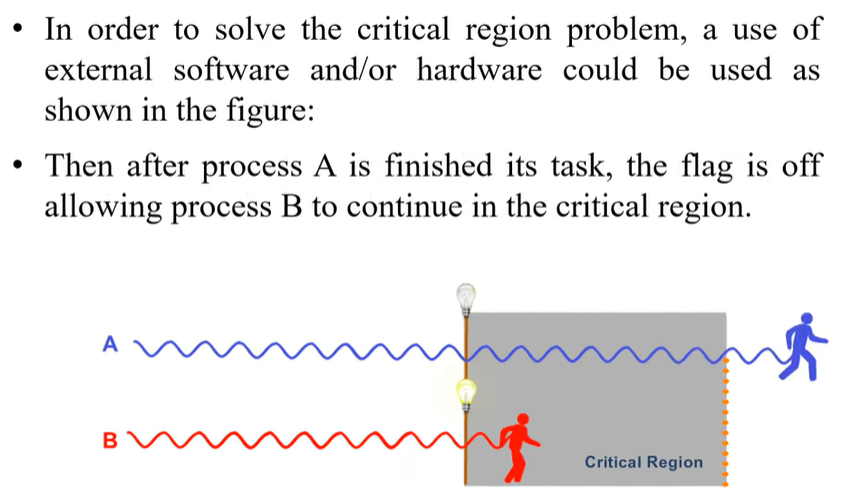 • In order to solve the critical region problem, a use of
external software and/or hardware could be used as
shown in the figure:
• Then after process A is finished its task, the flag is off
allowing process B to continue in the critical region.
A
B
Critical Region